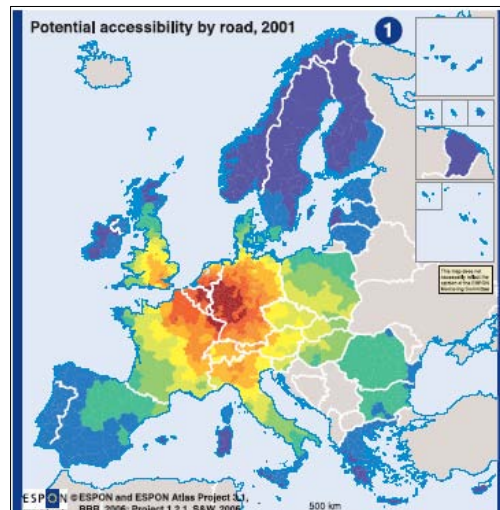 Potential accessibility by road, 2001
1
This map does not
necessarily reflect the
opinion of the ESPON
Monitoring Committee
ESPON © ESPON and ESPON Atlas Project 3.1,
BBR, 2006; Project 1.2.1, S&W, 2006
500 km